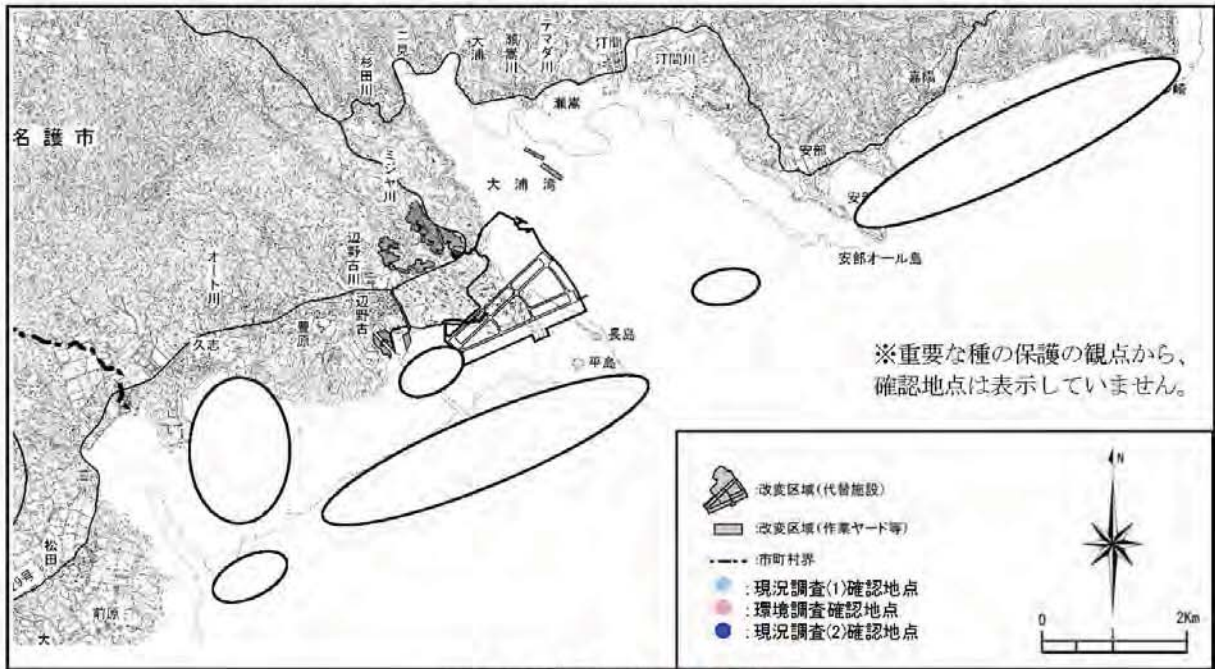 二見
大浦
瀬嵩川
テマダ川
汀間
汀間川
杉田川
瀬嵩
嘉陽
名護市
安部
ミジャ川
大浦湾
安部オール島
辺野古川
オートリ川
辺野古
豊原
久志
長島
平島
※重要な種の保護の観点から、
確認地点は表示していません。
松田
前原
大
:改変区域(代替施設)
:改変区域(作業ヤード等)
:市町村界
:現況調査(1)確認地点
:環境調査確認地点
:現況調査(2)確認地点
N
0 1 2Km